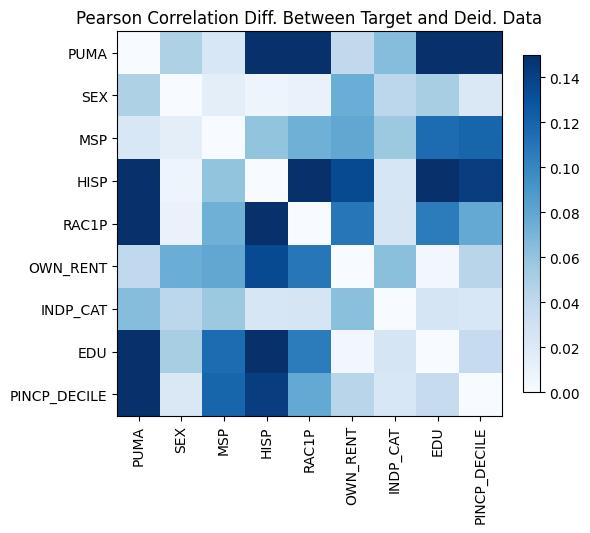 Pearson Correlation Diff. Between Target and Deid. Data
PUMA
SEX
MSP
HISP
RAC1P
OWN_RENT
INDP_CAT
EDU
PINCP_DECILE
PUMA
SEX
MSP
HISP
RAC1P
OWN_RENT
INDP_CAT
EDU
PINCP_DECILE
0.14
0.12
0.10
0.08
0.06
0.04
0.02
0.00